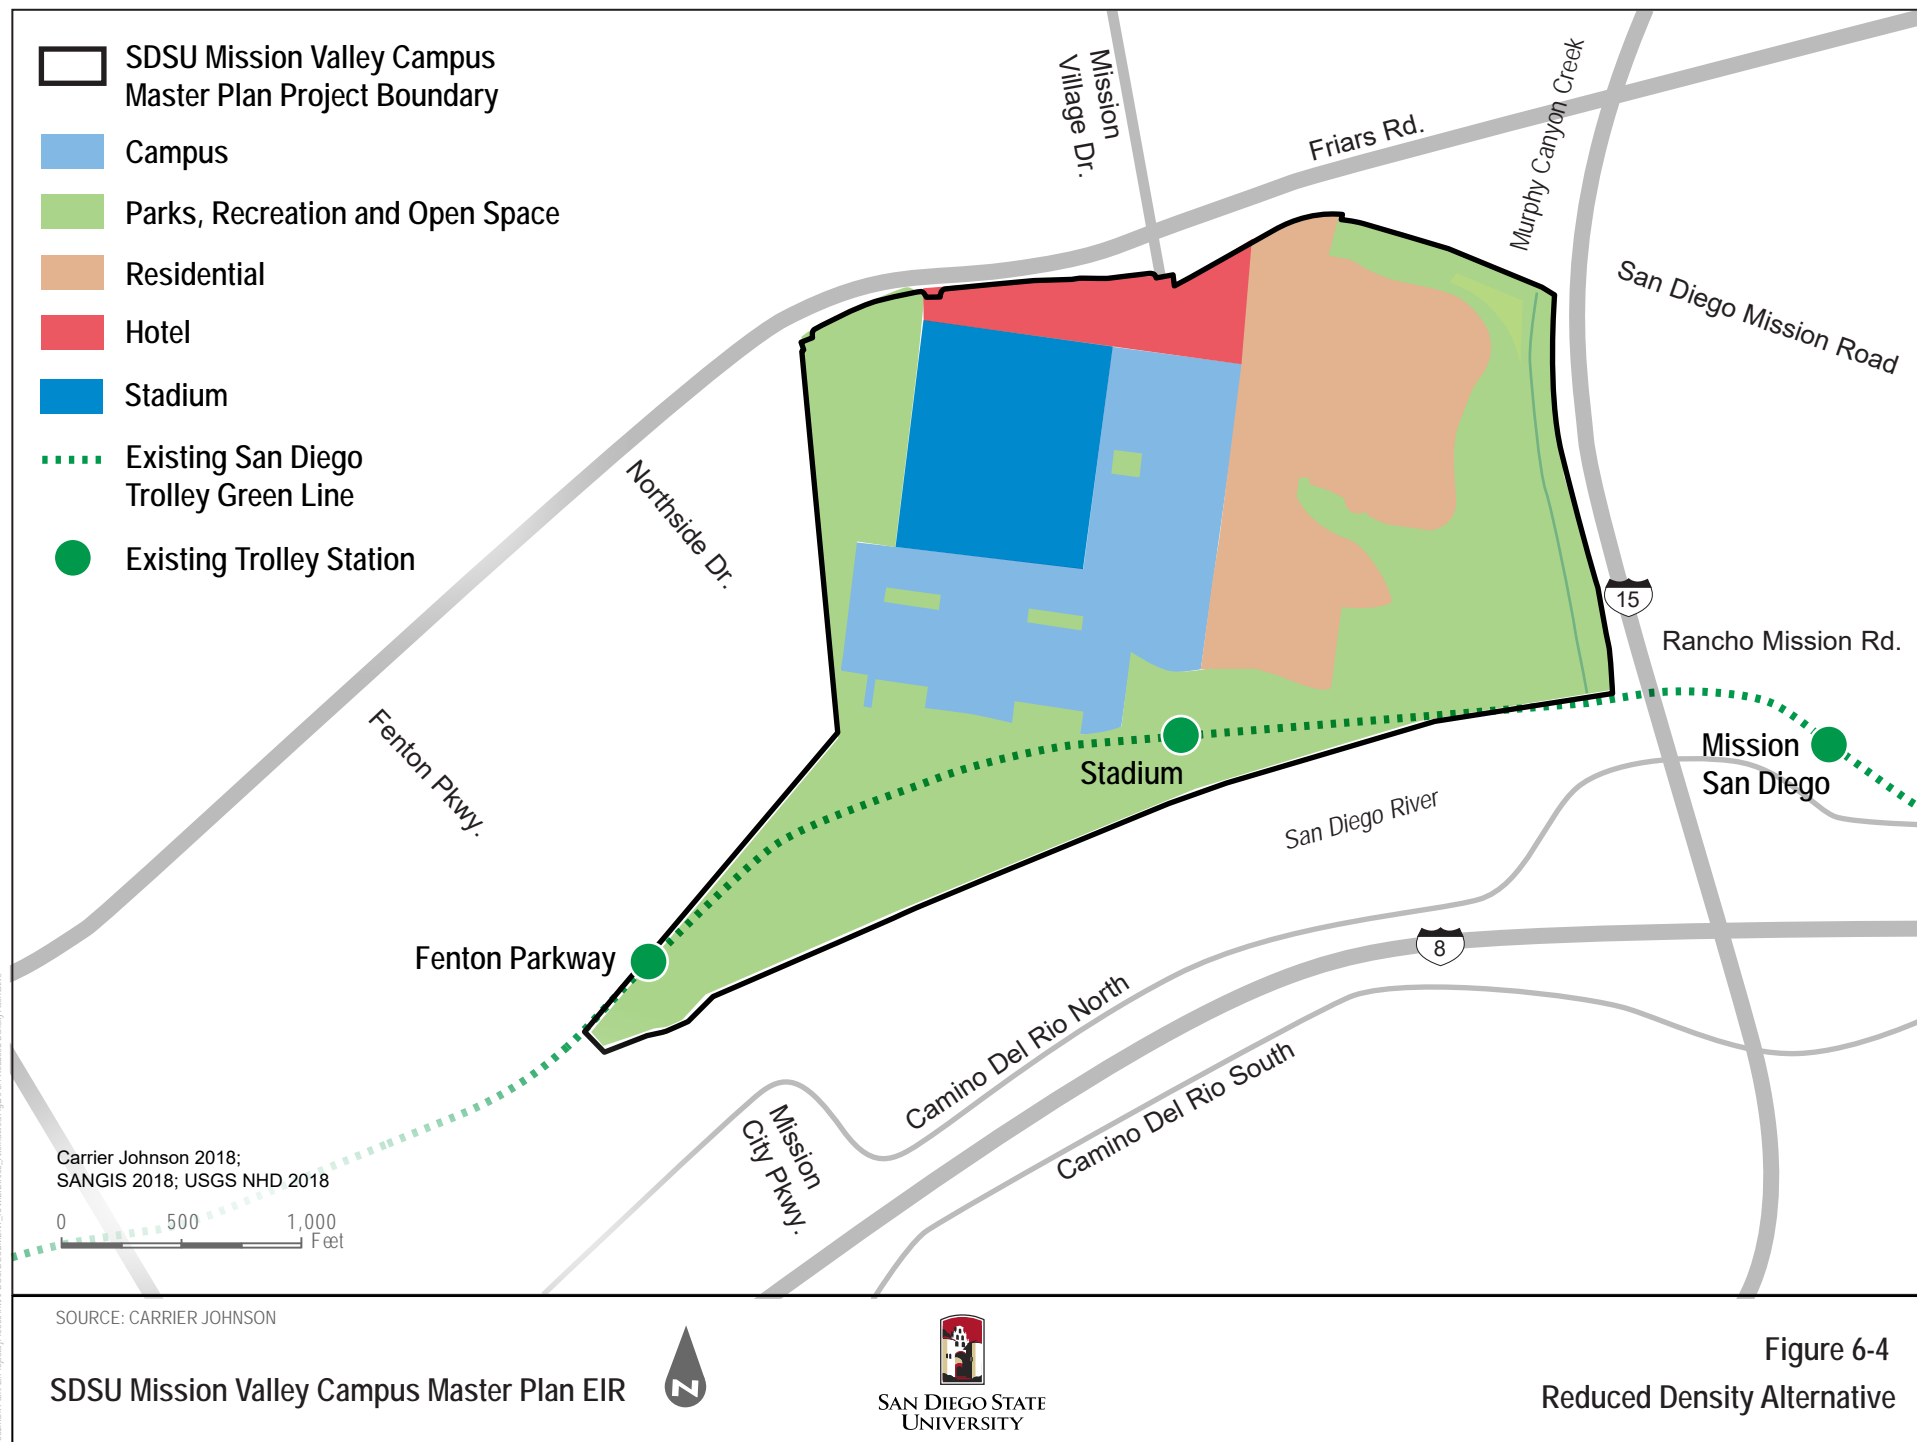 SDSU Mission Valley Campus
Master Plan Project Boundary
Campus
Parks, Recreation and Open Space
Residential
Hotel
Stadium
Existing San Diego
Trolley Green Line
Existing Trolley Station
Mission
Village Dr.
Friars Rd.
Murphy Canyon Creek
San Diego Mission Road
Northside Dr.
15
Rancho Mission Rd.
Fenton Pkwy.
Stadium
Mission
San Diego
San Diego River
Fenton Parkway
8
Camino Del Rio North
Camino Del Rio South
Mission
City Pkwy.
Carrier Johnson 2018;
SANGIS 2018; USGS NHD 2018
0 500 1,000
Feet
SOURCE: CARRIER JOHNSON
SDSU Mission Valley Campus Master Plan EIR
N
SAN DIEGO STATE
UNIVERSITY
Figure 6-4
Reduced Density Alternative